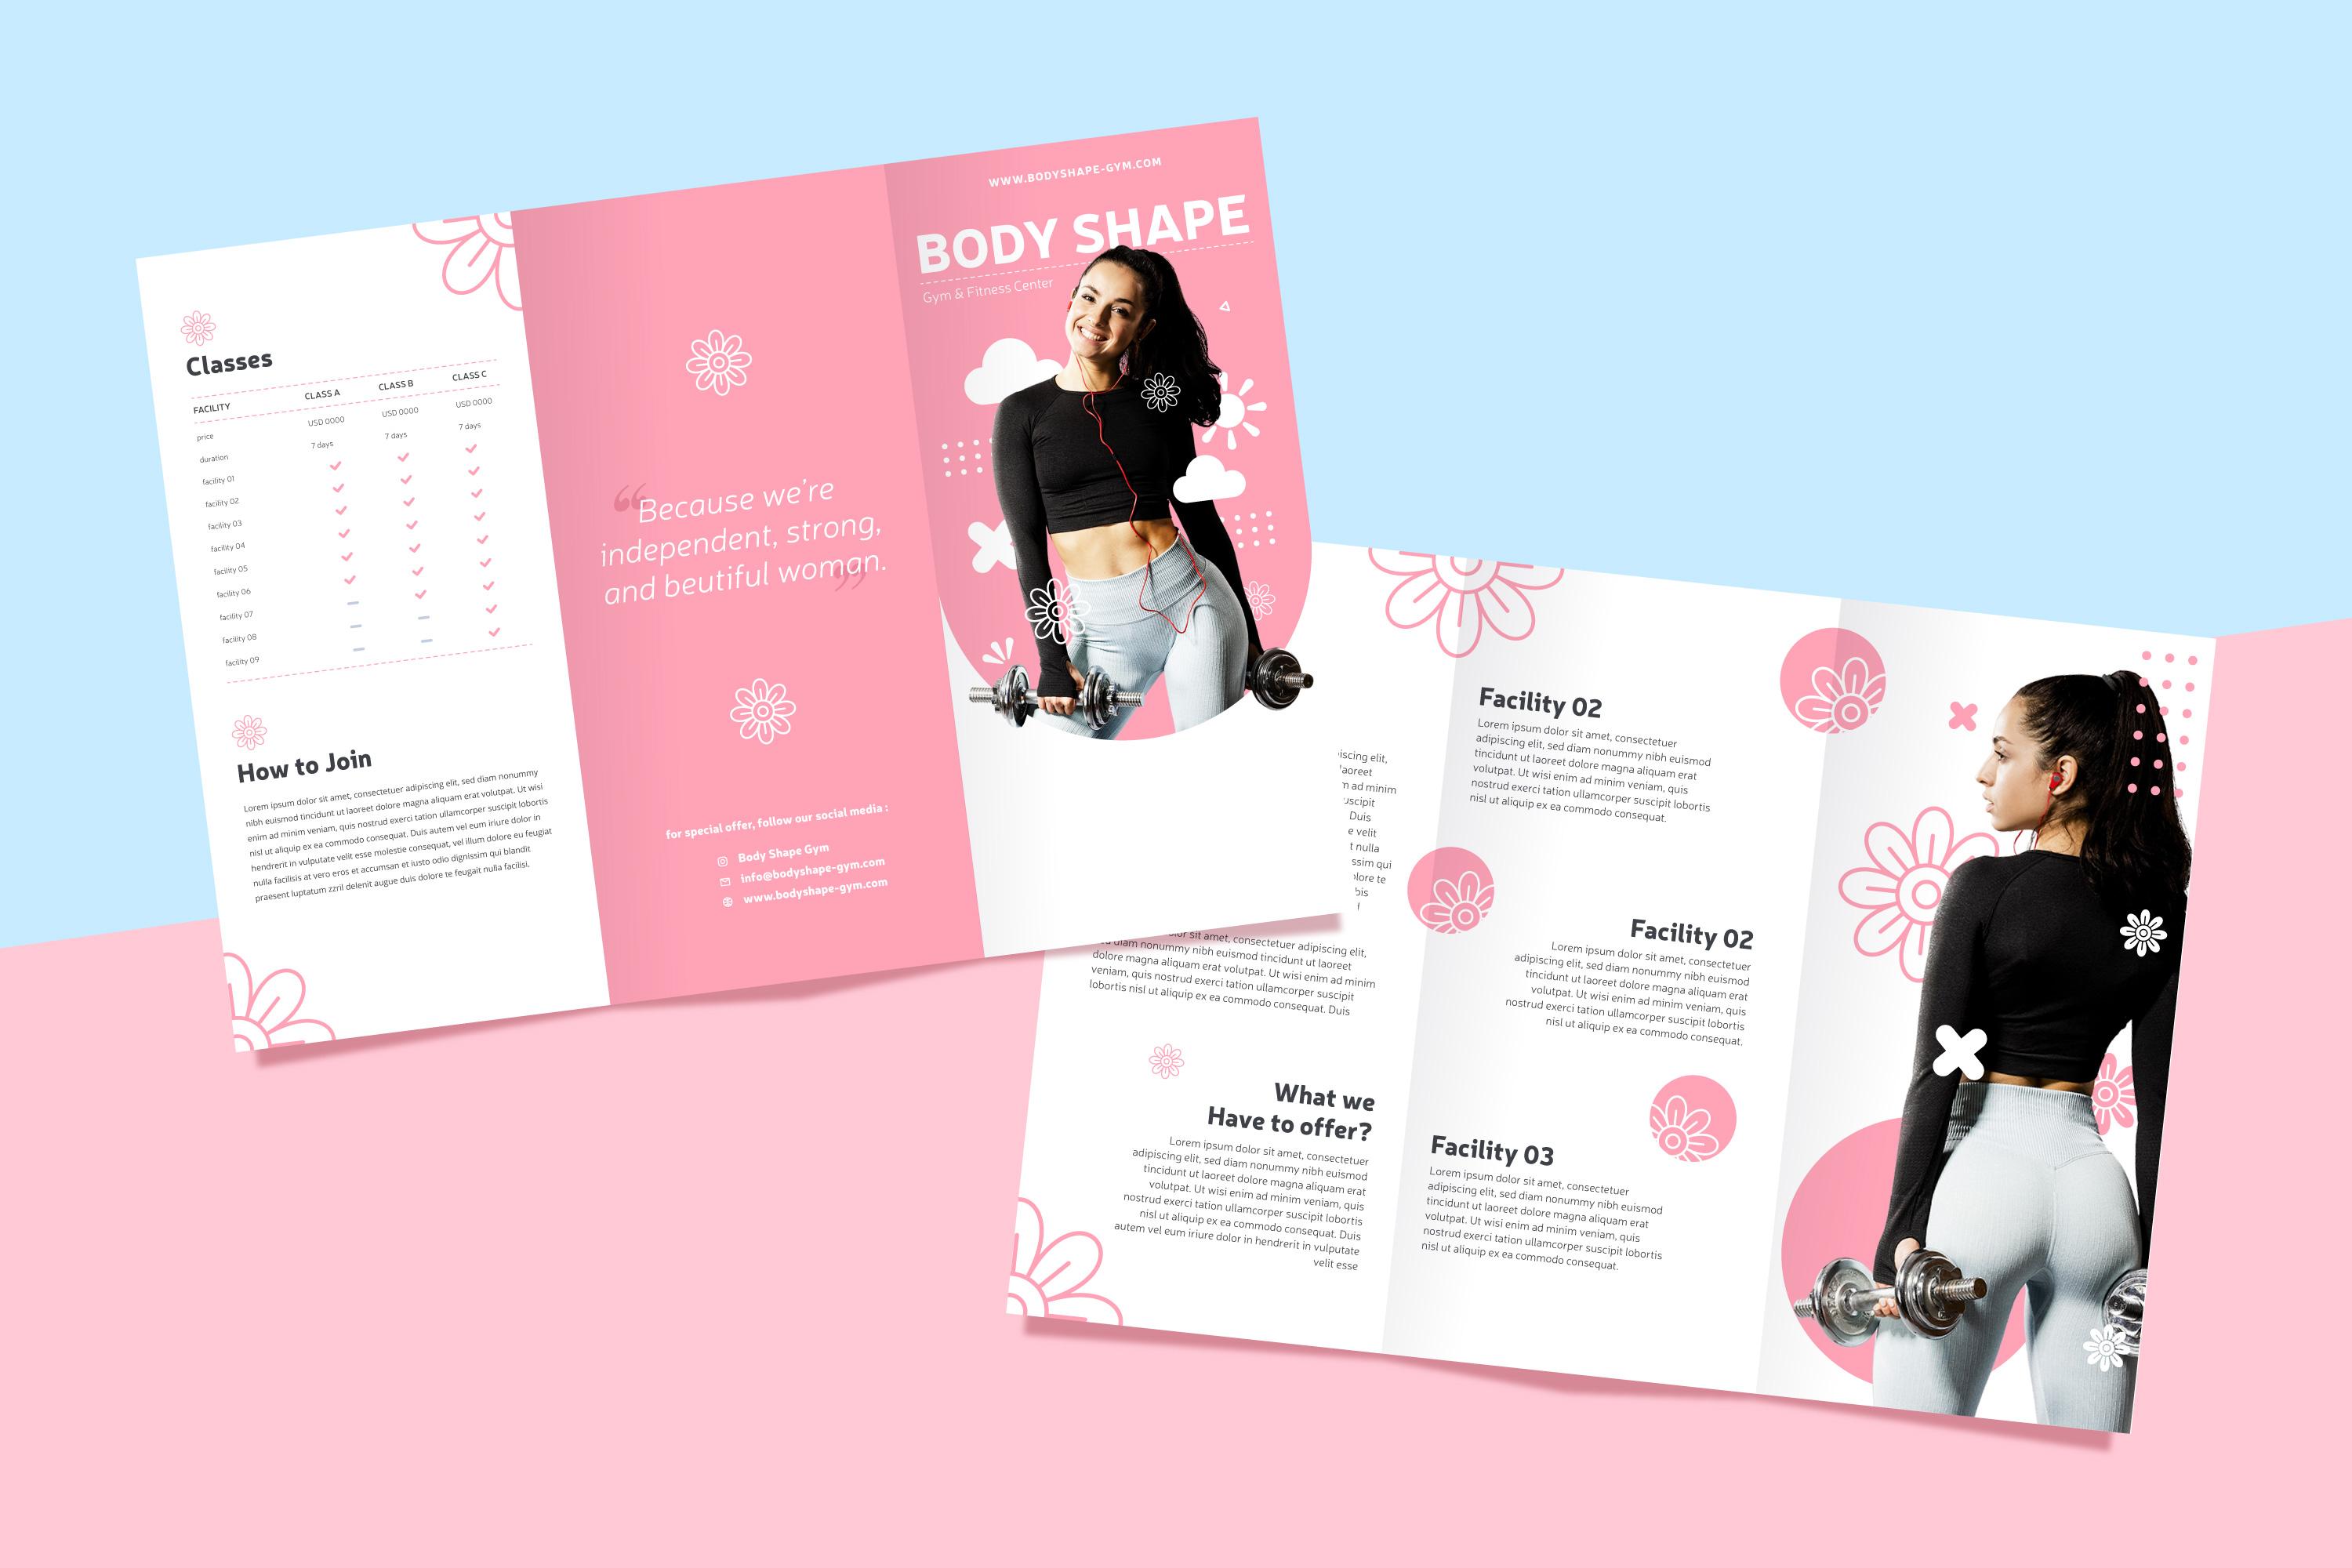 Classes
FACILITY CLASS A CLASS B CLASS C
price USD 0000 USD 0000 USD 0000
duration 7 days 7 days 7 days
facility 01
facility 02
facility 03
facility 04
facility 05
facility 06
facility 07
facility 08
facility 09
How to Join
Lorem ipsum dolor sit amet, consectetuer adipiscing elit, sed diam nonummy
nibh euismod tincidunt ut laoreet dolore magna aliquam erat volutpat. Ut wisi
enim ad minim veniam, quis nostrud exerci tation ullamcorper suscipit lobortis
nisl ut aliquip ex ea commodo consequat. Duis autem vel eum iriure dolor in
hendrerit in vulputate velit esse molestie consequat, vel illum dolore eu feugiat
nulla facilisis at vero eros et accumsan et iusto odio dignissim qui blandit
praesent luptatum zzril delenit augue duis dolore te feugait nulla facilisi.
“Because we’re
independent, strong,
and beutiful woman.”
for special offer, follow our social media :
Body Shape Gym
info@bodyshape-gym.com
www.bodyshape-gym.com
WWW.BODYSHAPE-GYM.COM
BODY SHAPE
Gym & Fitness Center
elit,
ad minim
Duis
velit
nulla
qui
te
sit amet, consectetuer adipiscing elit,
diam nonummy nibh euismod tincidunt ut laoreet
dolore magna aliquam erat volutpat. Ut wisi enim ad minim
veniam, quis nostrud exerci tation ullamcorper suscipit
lobortis nisl ut aliquip ex ea commodo consequat. Duis
What we
Have to offer?
Lorem ipsum dolor sit amet, consectetuer
adipiscing elit, sed diam nonummy nibh euismod
tincidunt ut laoreet dolore magna aliquam erat
volutpat. Ut wisi enim ad minim veniam, quis
nostrud exerci tation ullamcorper suscipit lobortis
nisl ut aliquip ex ea commodo consequat. Duis
autem vel eum iriure dolor in hendrerit in vulputate
velit esse
Facility 02
Lorem ipsum dolor sit amet, consectetuer
adipiscing elit, sed diam nonummy nibh euismod
tincidunt ut laoreet dolore magna aliquam erat
volutpat. Ut wisi enim ad minim veniam, quis
nostrud exerci tation ullamcorper suscipit lobortis
nisl ut aliquip ex ea commodo consequat.
Facility 02
Lorem ipsum dolor sit amet, consectetuer
adipiscing elit, sed diam nonummy nibh euismod
tincidunt ut laoreet dolore magna aliquam erat
volutpat. Ut wisi enim ad minim veniam, quis
nostrud exerci tation ullamcorper suscipit lobortis
nisl ut aliquip ex ea commodo consequat.
Facility 03
Lorem ipsum dolor sit amet, consectetuer
adipiscing elit, sed diam nonummy nibh euismod
tincidunt ut laoreet dolore magna aliquam erat
volutpat. Ut wisi enim ad minim veniam, quis
nostrud exerci tation ullamcorper suscipit lobortis
nisl ut aliquip ex ea commodo consequat.